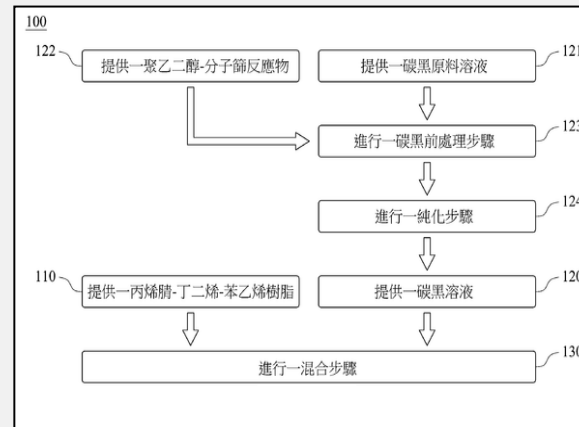 100
122
提供一聚乙二醇-分子篩反應物
提供一碳黑原料溶液
121
進行一碳黑前處理步驟
123
進行一純化步驟
124
110
提供一丙烯腈-丁二烯-苯乙烯樹脂
提供一碳黑溶液
120
進行一混合步驟
130